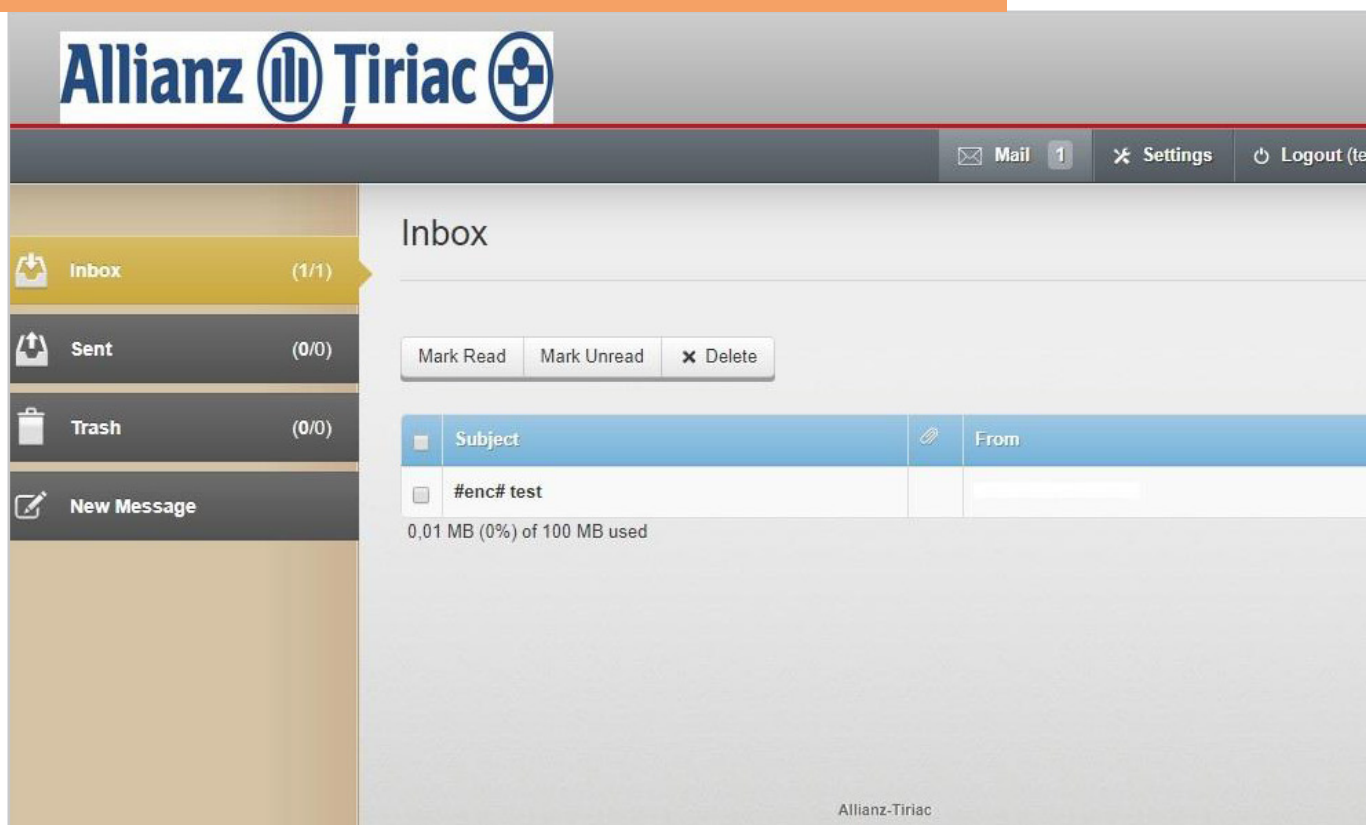 Allianz Țiriac
Mail 1 Settings Logout (te
Inbox
Inbox (1/1)
Sent (0/0)
Trash (0/0)
New Message
Mark Read Mark Unread Delete
Subject From
#enc# test
0,01 MB (0%) of 100 MB used
Allianz-Tiriac